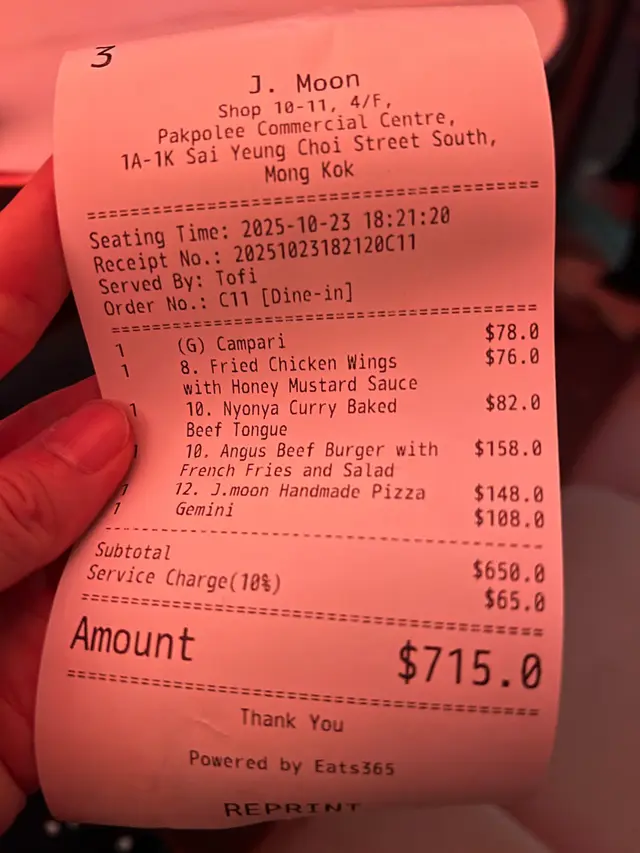 3
J. Moon
Shop 10-11, 4/F,
Pakpolee Commercial Centre,
1A-1K Sai Yeung Choi Street South,
Mong Kok
Seating Time: 2025-10-23 18:21:20
Receipt No.: 20251023182120C11
Served By: Tofi
Order No.: C11 [Dine-in]
1 (G) Campari $78.0
1 8. Fried Chicken Wings $76.0
with Honey Mustard Sauce
1 10. Nyonya Curry Baked $82.0
Beef Tongue
1 10. Angus Beef Burger with $158.0
French Fries and Salad
1 12. J.moon Handmade Pizza $148.0
1 Gemini $108.0
Subtotal $650.0
Service Charge(10%) $65.0
Amount $715.0
Thank You
Powered by Eats365
REPRINT